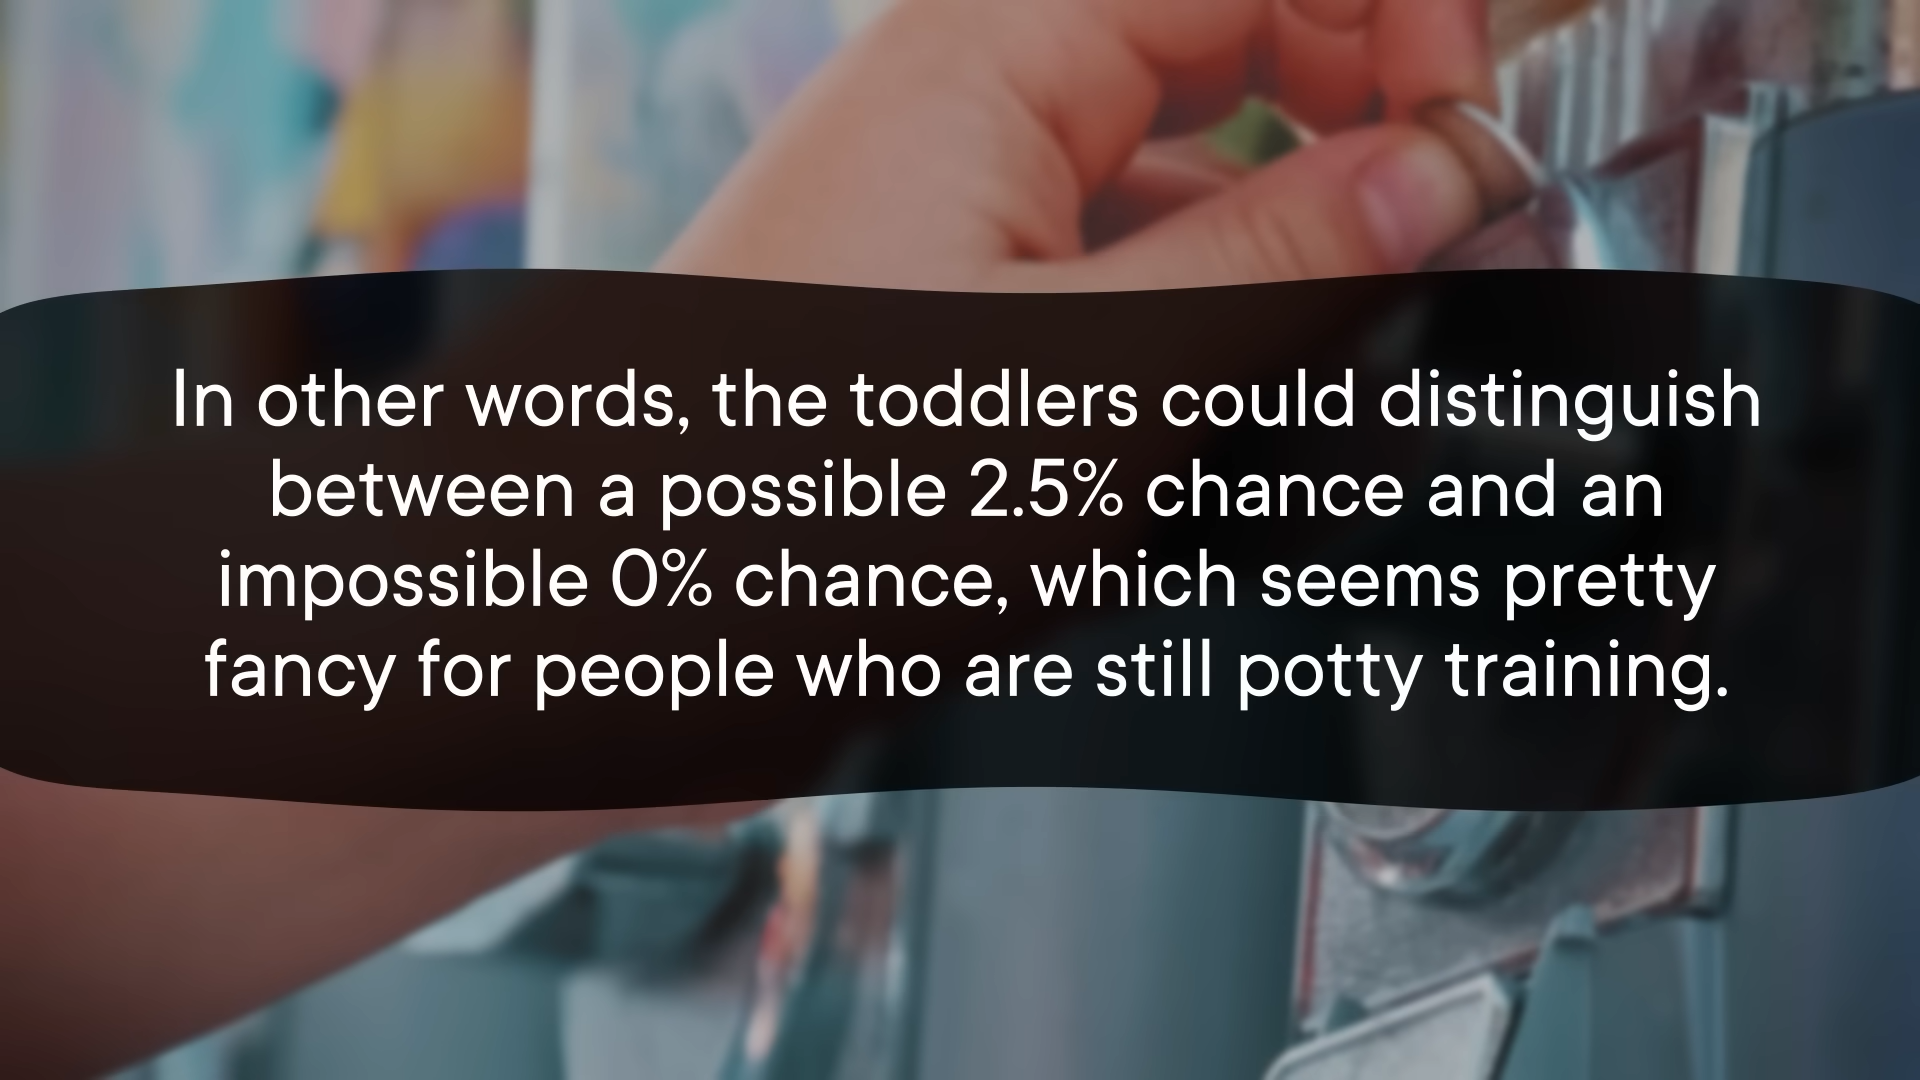 In other words, the toddlers could distinguish
between a possible 2.5% chance and an
impossible 0% chance, which seems pretty
fancy for people who are still potty training.